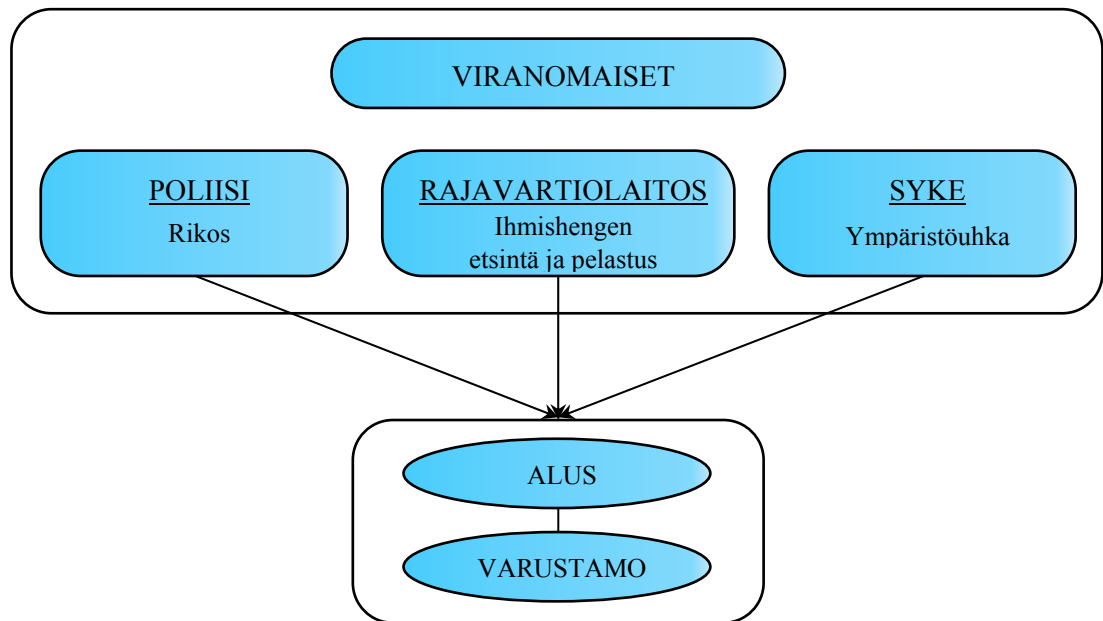 VIRANOMAISET
POLIISI
Rikos
RAJAVARTIOLAITOS
Ihmishengen
etsintä ja pelastus
SYKE
Ympäristöuhka
ALUS
VARUSTAMO